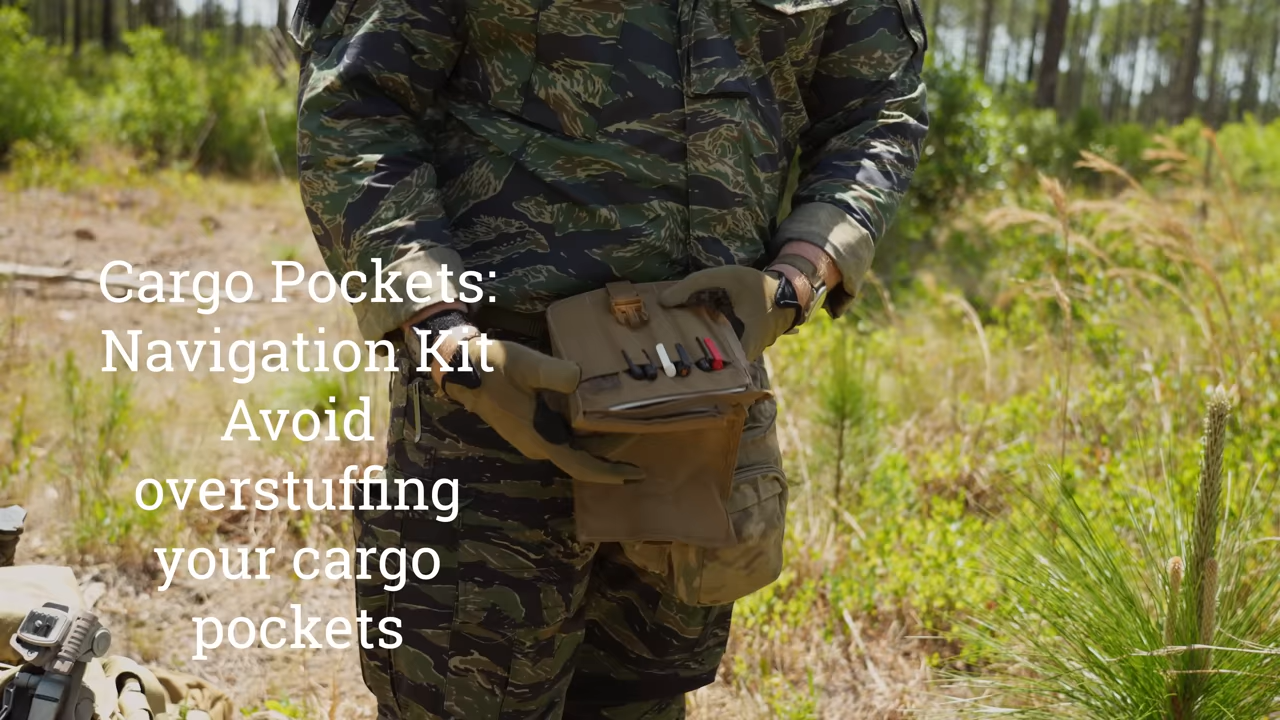 Cargo Pockets:
Navigation Kit
Avoid
overstuffing
your cargo
pockets